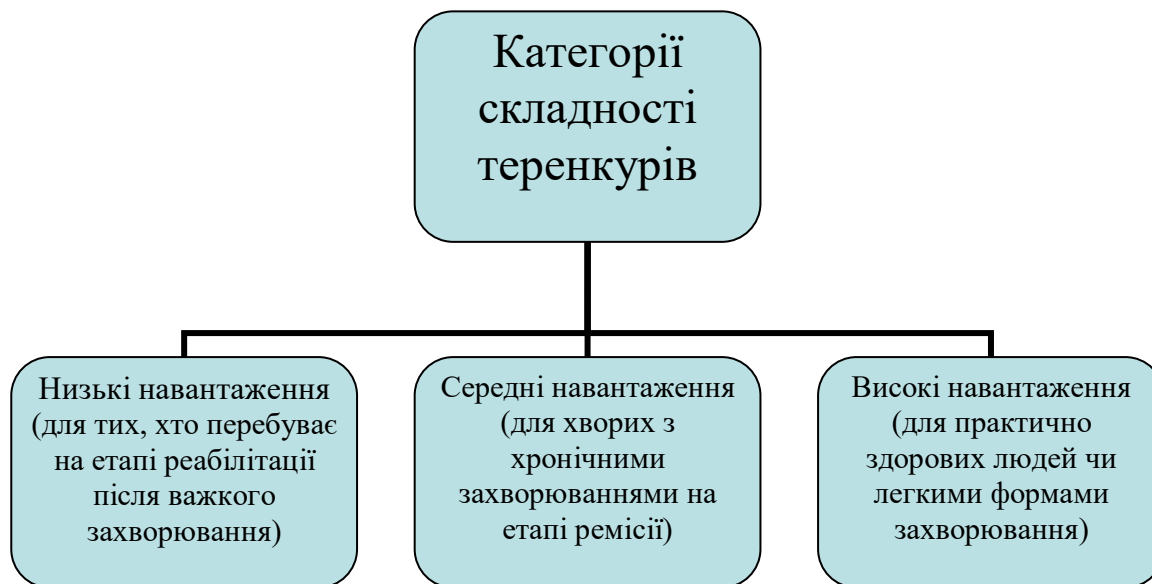 Категорії
складності
теренкурів
Низькі навантаження
(для тих, хто перебуває
на етапі реабілітації
після важкого
захворювання)
Середні навантаження
(для хворих з
хронічними
захворюваннями на
етапі ремісії)
Високі навантаження
(для практично
здорових людей чи
легкими формами
захворювання)